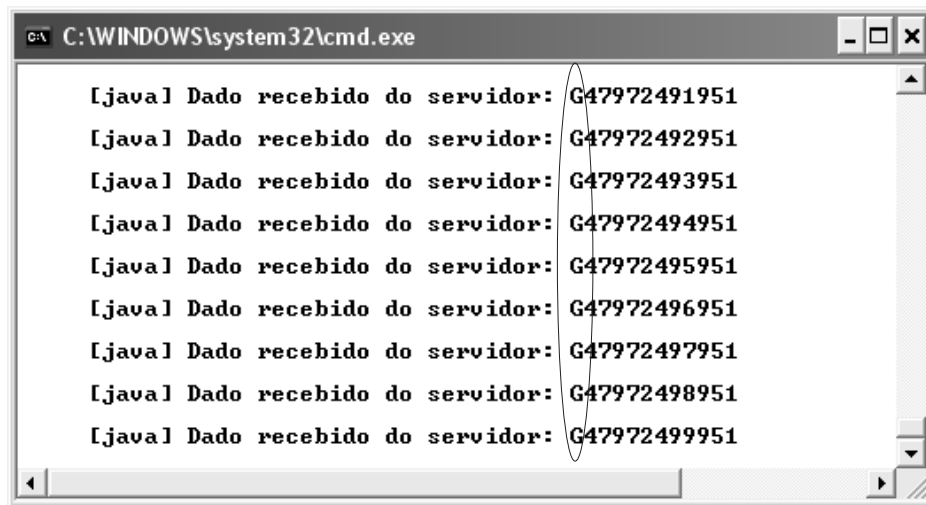 C:\WINDOWS\system32\cmd.exe
[java] Dado recebido do servidor: G47972491951
[java] Dado recebido do servidor: G47972492951
[java] Dado recebido do servidor: G47972493951
[java] Dado recebido do servidor: G47972494951
[java] Dado recebido do servidor: G47972495951
[java] Dado recebido do servidor: G47972496951
[java] Dado recebido do servidor: G47972497951
[java] Dado recebido do servidor: G47972498951
[java] Dado recebido do servidor: G47972499951